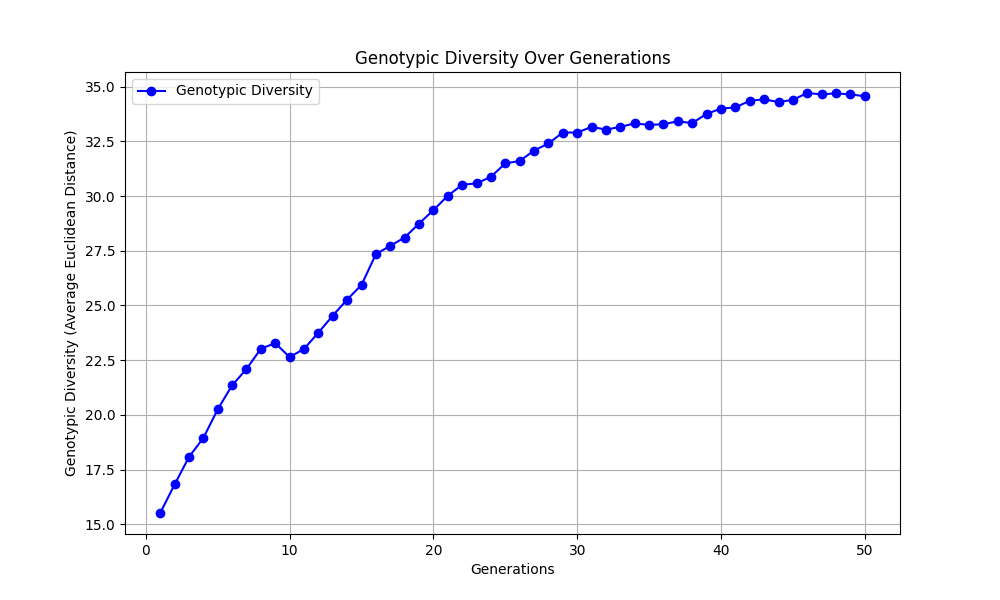 Genotypic Diversity Over Generations
Genotypic Diversity
Genotypic Diversity (Average Euclidean Distance)
35.0
32.5
30.0
27.5
25.0
22.5
20.0
17.5
15.0
0 10 20 30 40 50
Generations